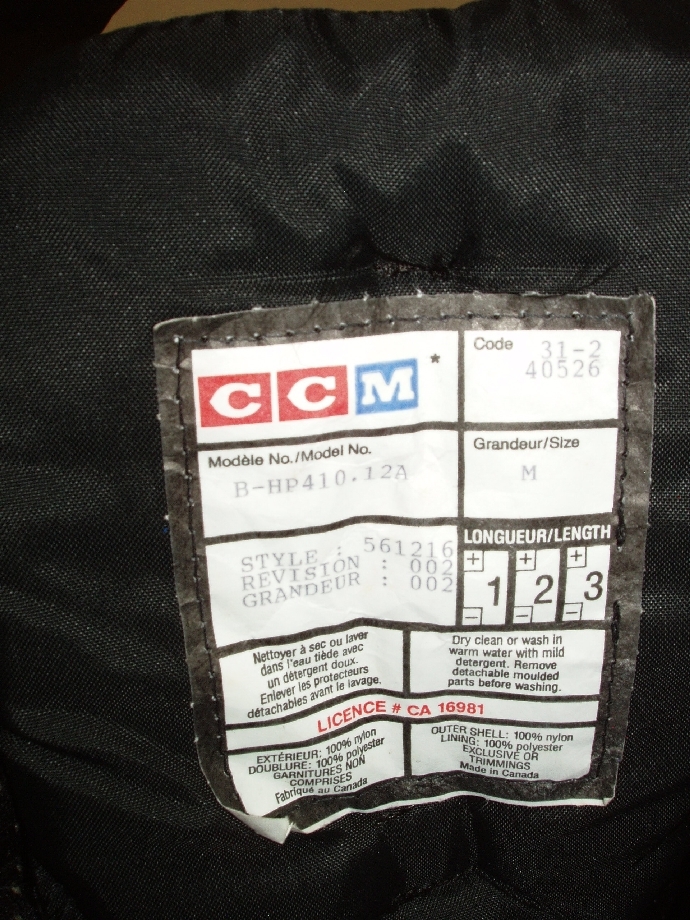 CCM*
Code 31-2
40526
Modèle No./Model No.
B-HP410.12A
Grandeur/Size
M
STYLE : 561216
REVISION : 002
GRANDEUR : 002
LONGUEUR/LENGTH
+ + +
1 2 3
- - -
Nettoyer à sec ou laver
dans l'eau tiède avec
un détergent doux.
Enlever les protecteurs
détachables avant le lavage.
Dry clean or wash in
warm water with mild
detergent. Remove
detachable moulded
parts before washing.
LICENCE # CA 16981
EXTÉRIEUR: 100% nylon
DOUBLURE: 100% polyester
GARNITURES NON
COMPRISES
Fabriqué au Canada
OUTER SHELL: 100% nylon
LINING: 100% polyester
EXCLUSIVE OR
TRIMMINGS
Made in Canada